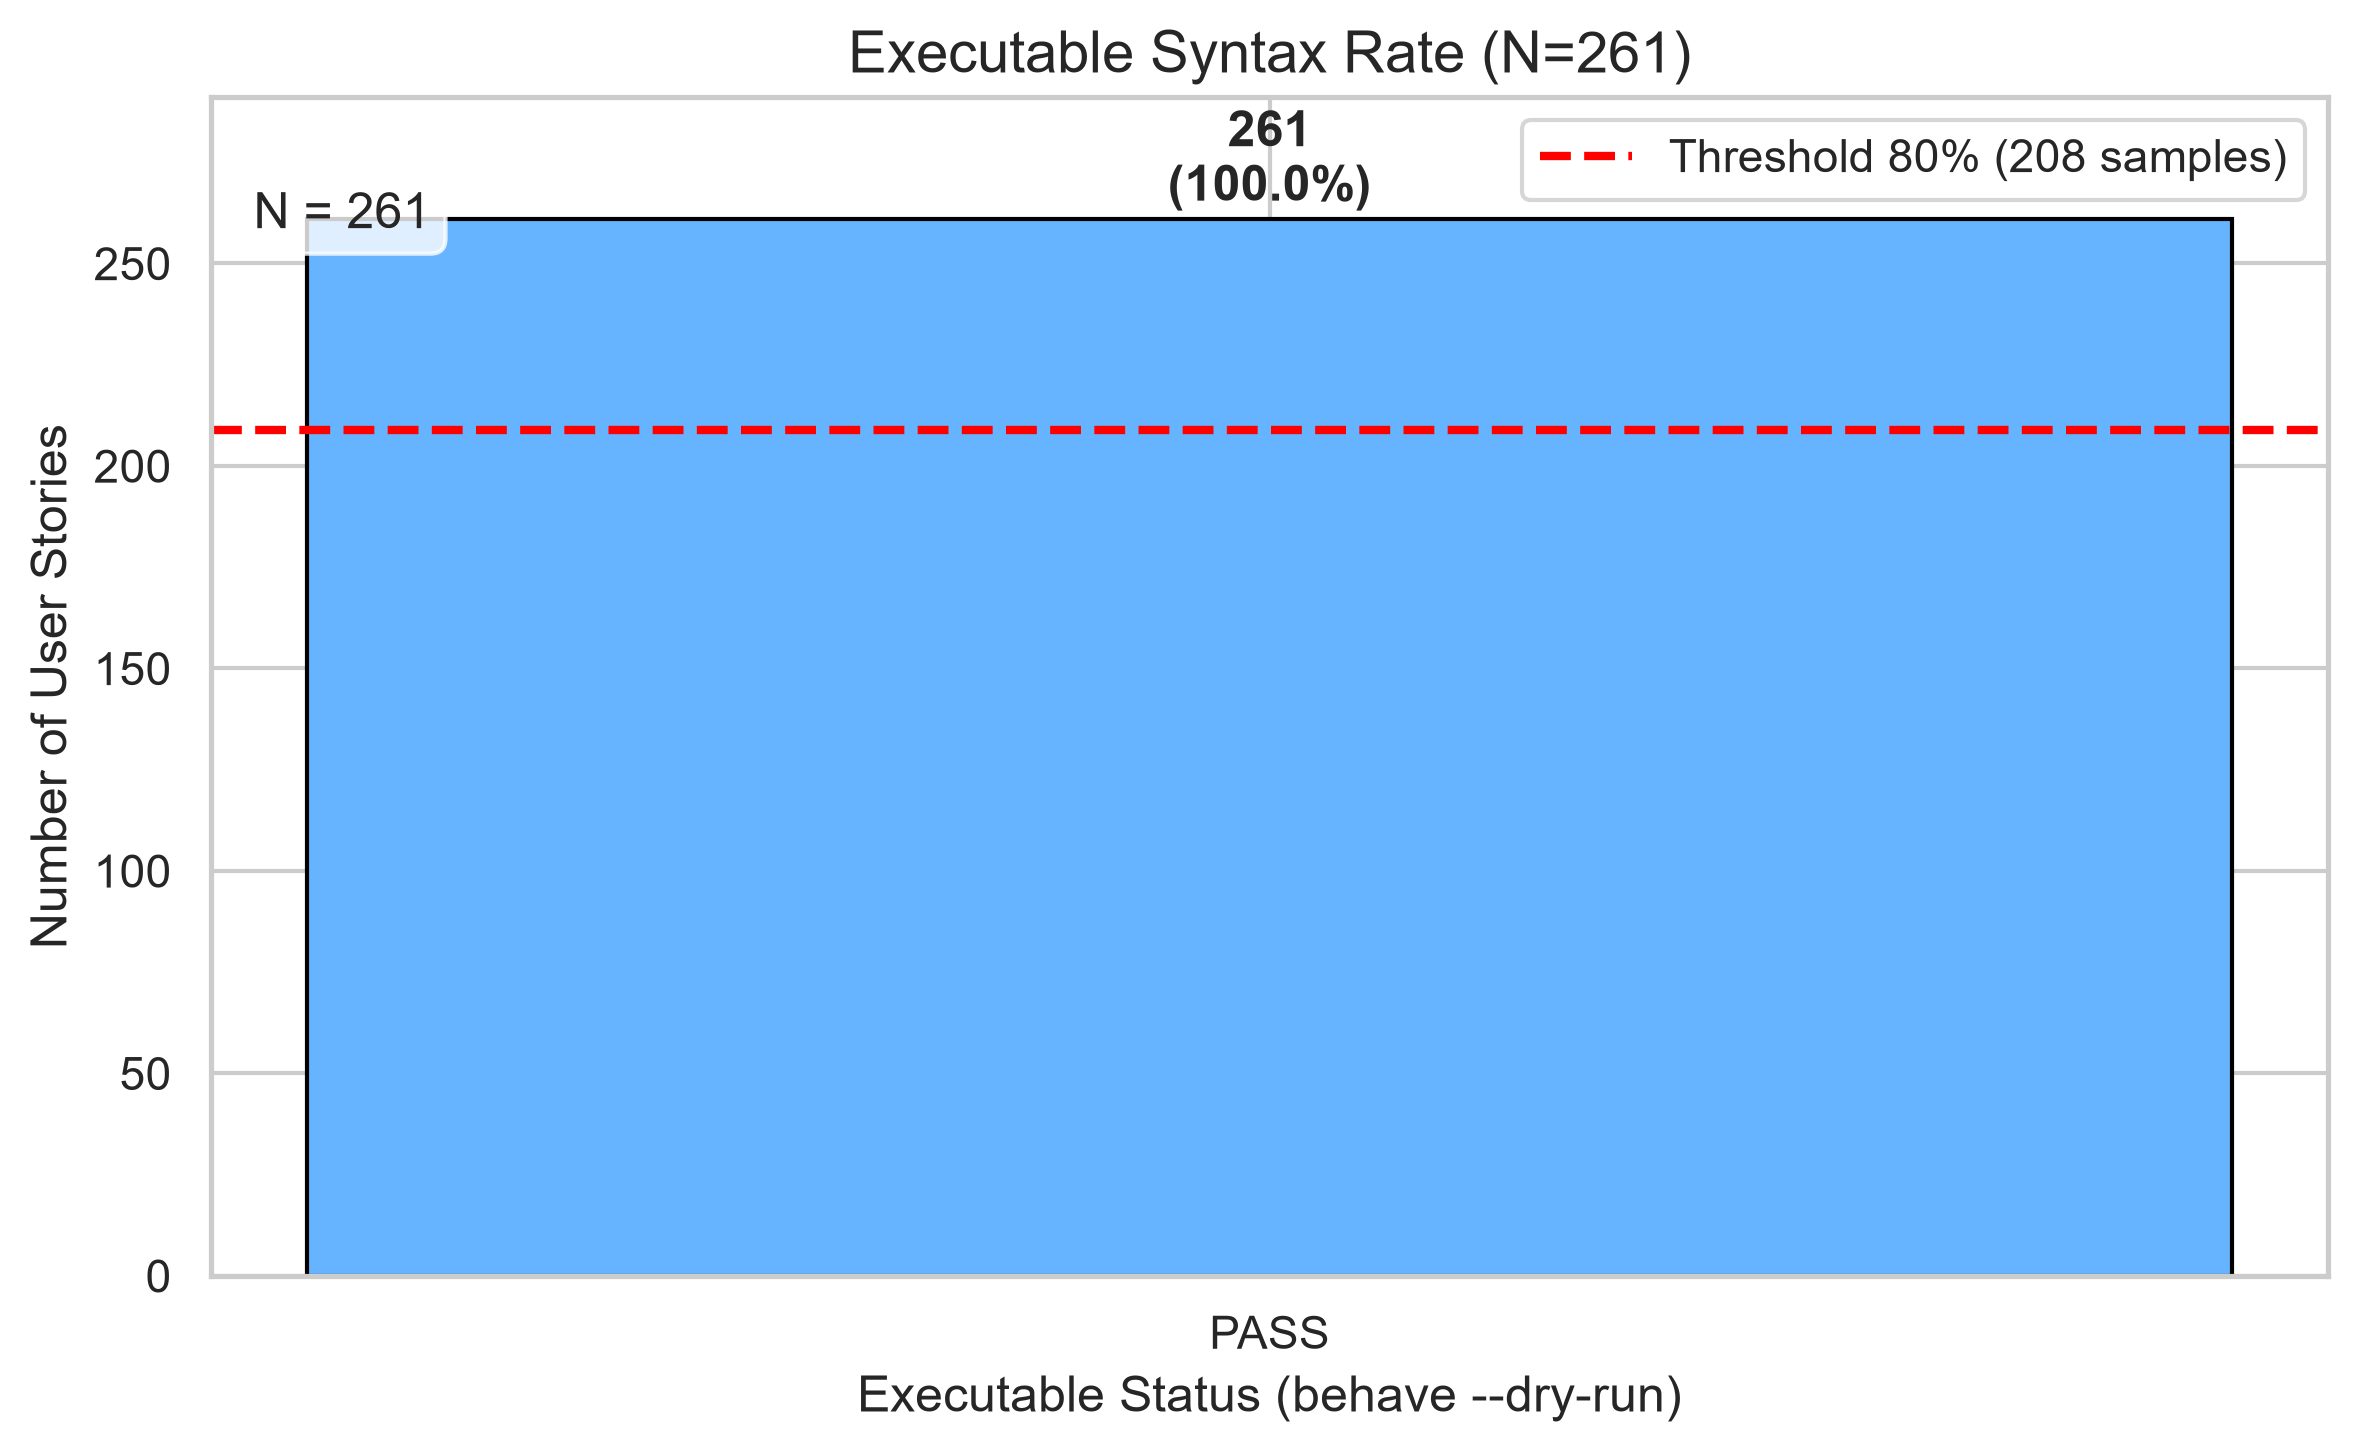 Executable Syntax Rate (N=261)
261
(100.0%)
Threshold 80% (208 samples)
N = 261
250
200
150
100
50
0
Number of User Stories
PASS
Executable Status (behave --dry-run)